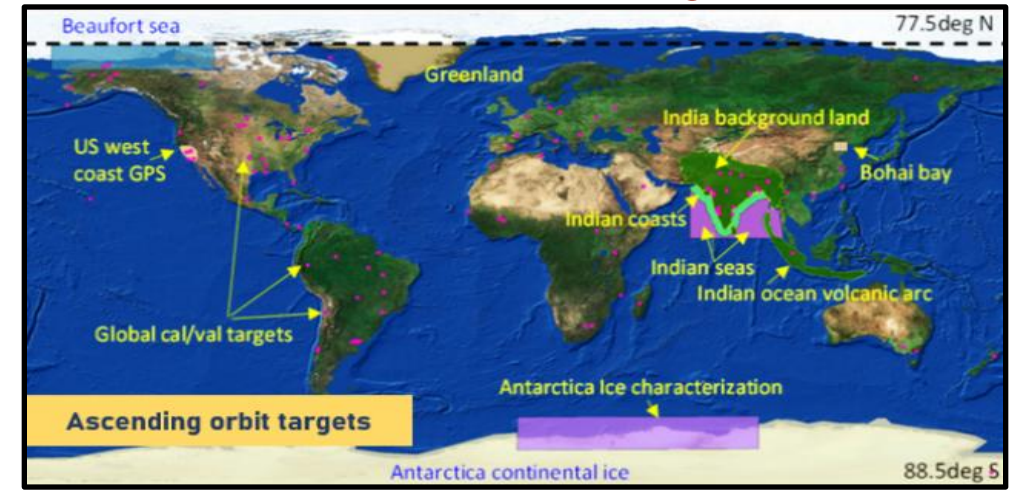 Beaufort sea
77.5deg N
Greenland
India background land
US west
coast GPS
Bohai bay
Indian coasts
Indian seas
Indian ocean volcanic arc
Global cal/val targets
Antarctica Ice characterization
Ascending orbit targets
Antarctica continental ice
88.5deg S